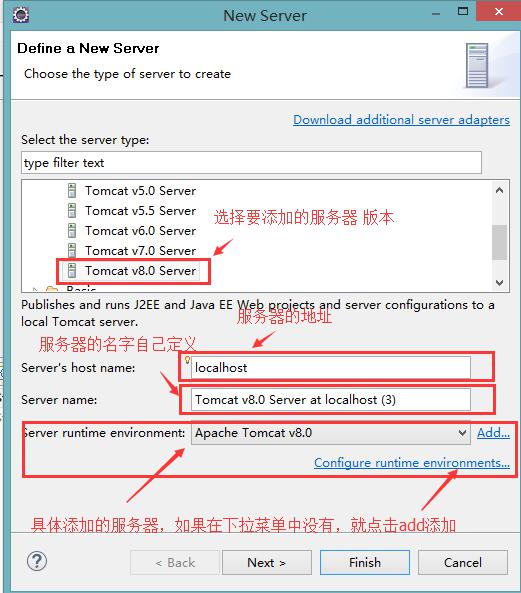 New Server
Define a New Server
Choose the type of server to create
Download additional server adapters
Select the server type:
type filter text
Tomcat v5.0 Server
Tomcat v5.5 Server
Tomcat v6.0 Server
Tomcat v7.0 Server
Tomcat v8.0 Server
选择要添加的服务器 版本
Basic
Publishes and runs J2EE and Java EE Web projects and server configurations to a
local Tomcat server.
服务器的地址
服务器的名字自己定义
Server's host name: localhost
Server name: Tomcat v8.0 Server at localhost (3)
Server runtime environment: Apache Tomcat v8.0 Add...
Configure runtime environments...
具体添加的服务器，如果在下拉菜单中没有，就点击add添加
? < Back Next > Finish Cancel